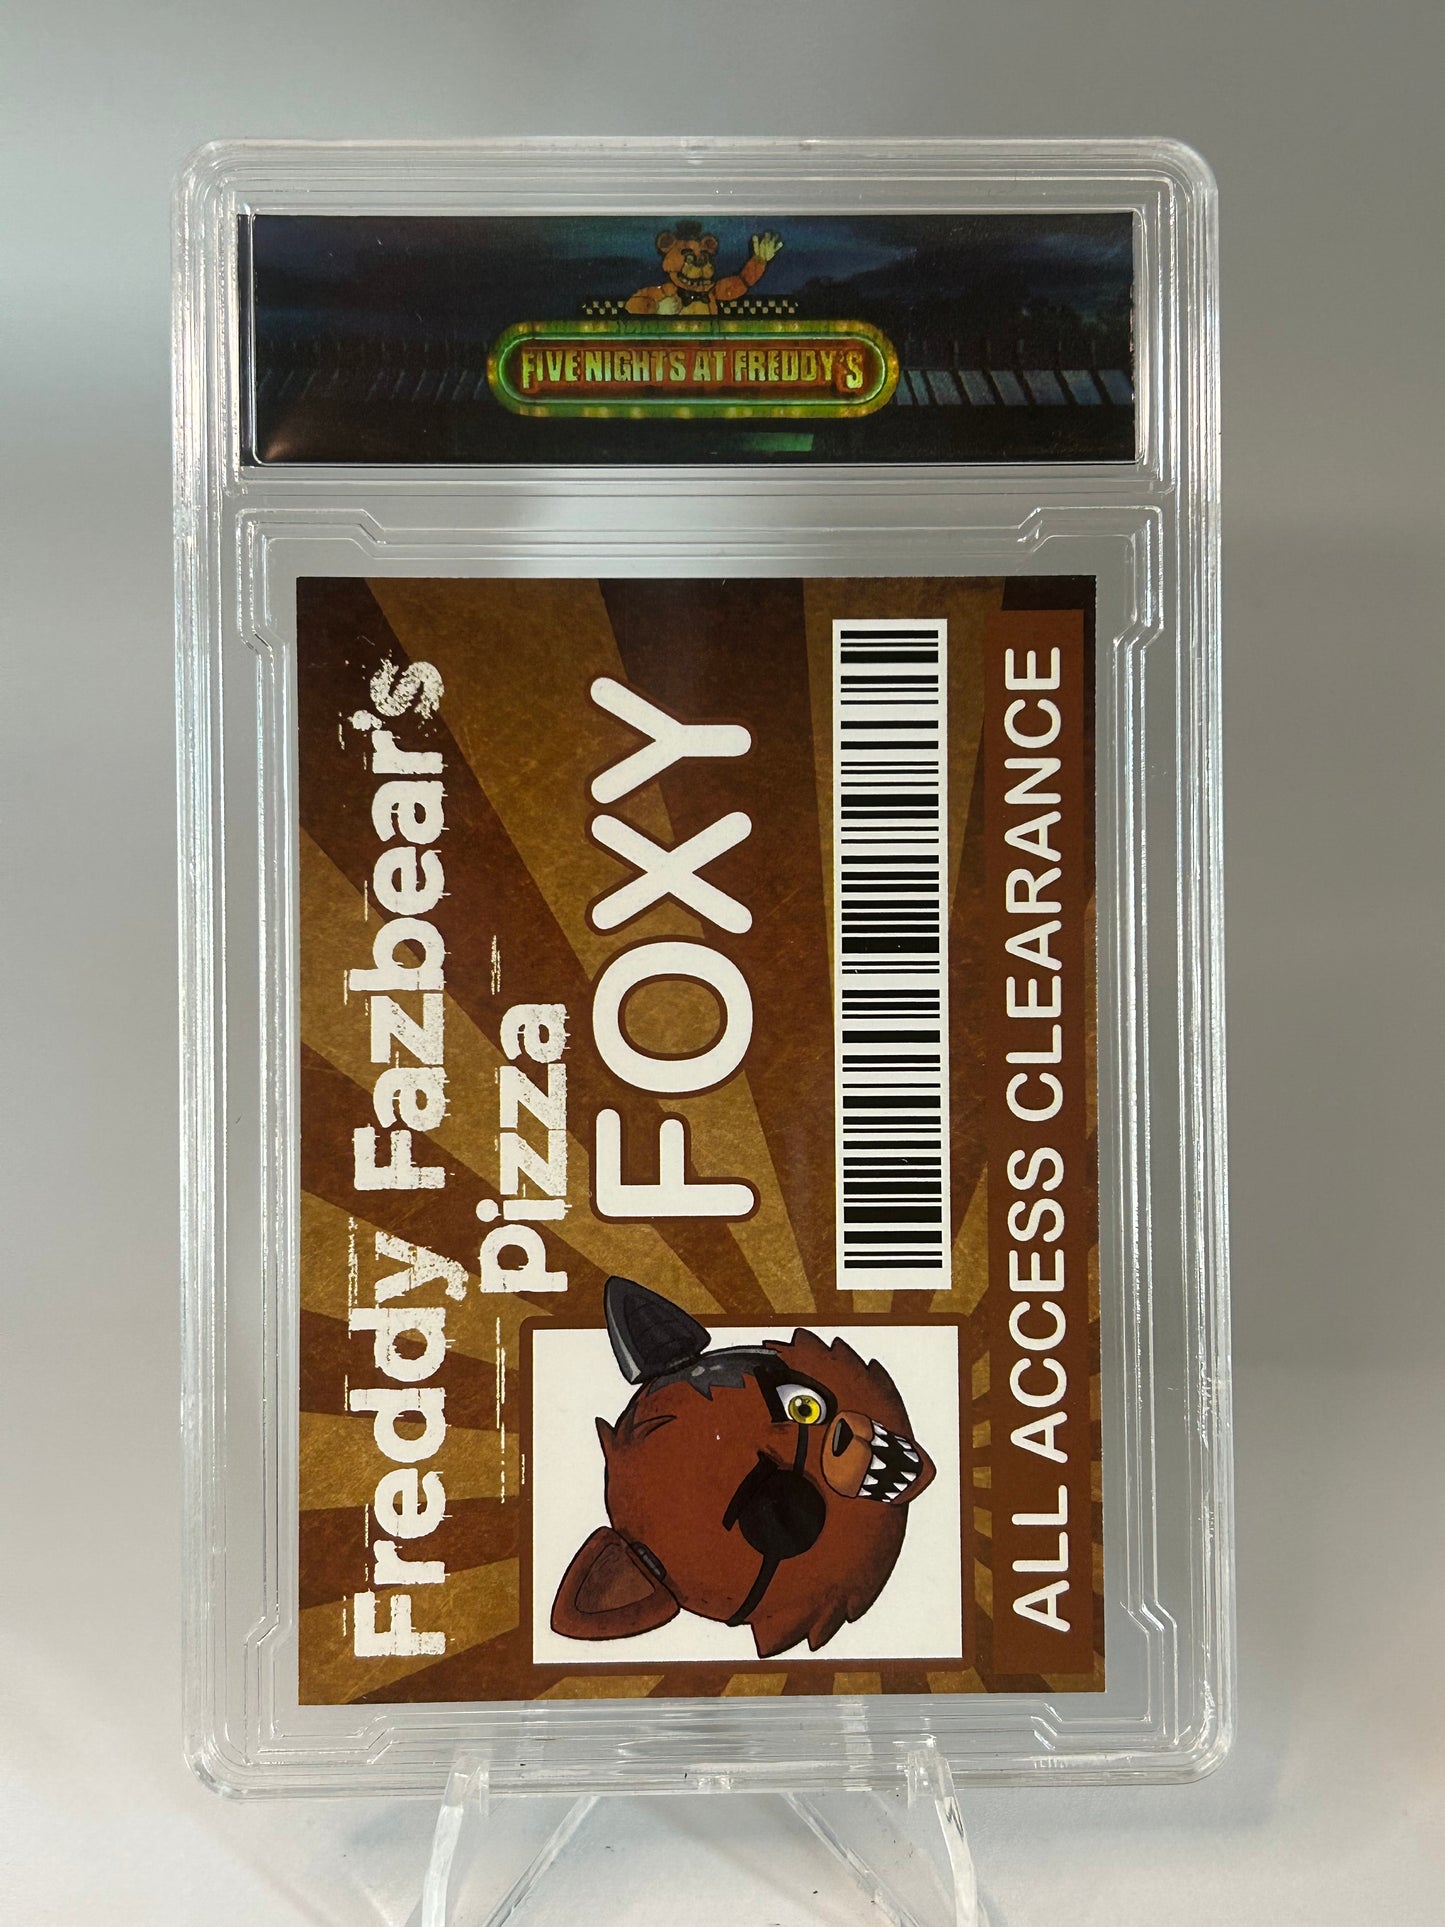 FIVE NIGHTS AT FREDDY'S
Freddy Fazbear's
pizza
FOXY
ALL ACCESS CLEARANCE